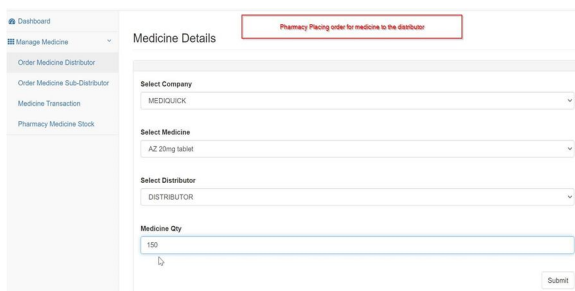 Dashboard
Manage Medicine
Order Medicine Distributor
Order Medicine Sub-Distributor
Medicine Transaction
Pharmacy Medicine Stock
Pharmacy Placing order for medicine to the distributor
Medicine Details
Select Company
MEDIQUICK
Select Medicine
AZ 20mg tablet
Select Distributor
DISTRIBUTOR
Medicine Qty
150
Submit